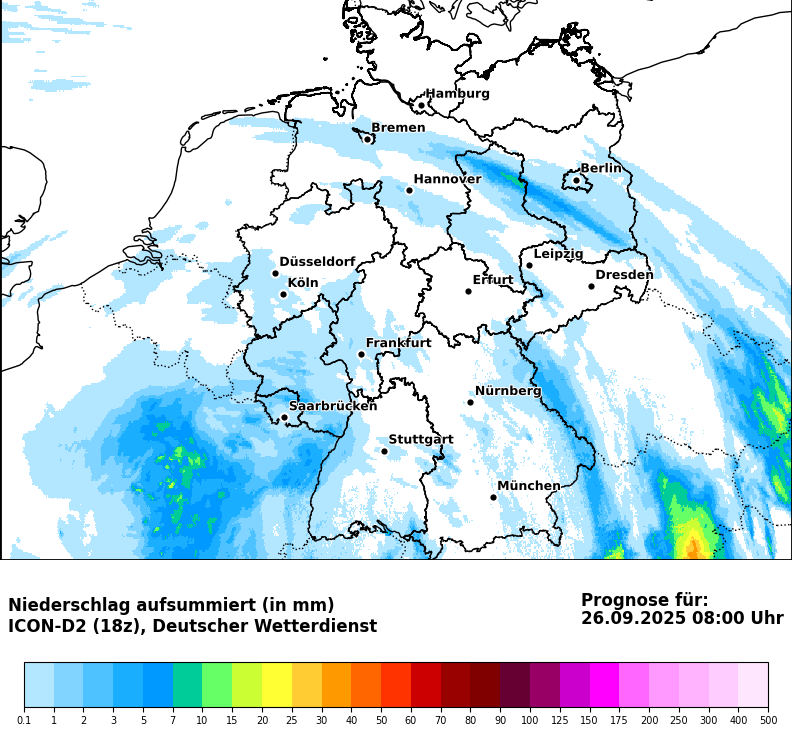 Hamburg
Bremen
Berlin
Hannover
Leipzig
Düsseldorf
Dresden
Köln
Erfurt
Frankfurt
Nürnberg
Saarbrücken
Stuttgart
München
Niederschlag aufsummiert (in mm)
ICON-D2 (18z), Deutscher Wetterdienst
Prognose für:
26.09.2025 08:00 Uhr
0.1 1 2 3 5 7 10 15 20 25 30 40 50 60 70 80 90 100 125 150 175 200 250 300 400 500